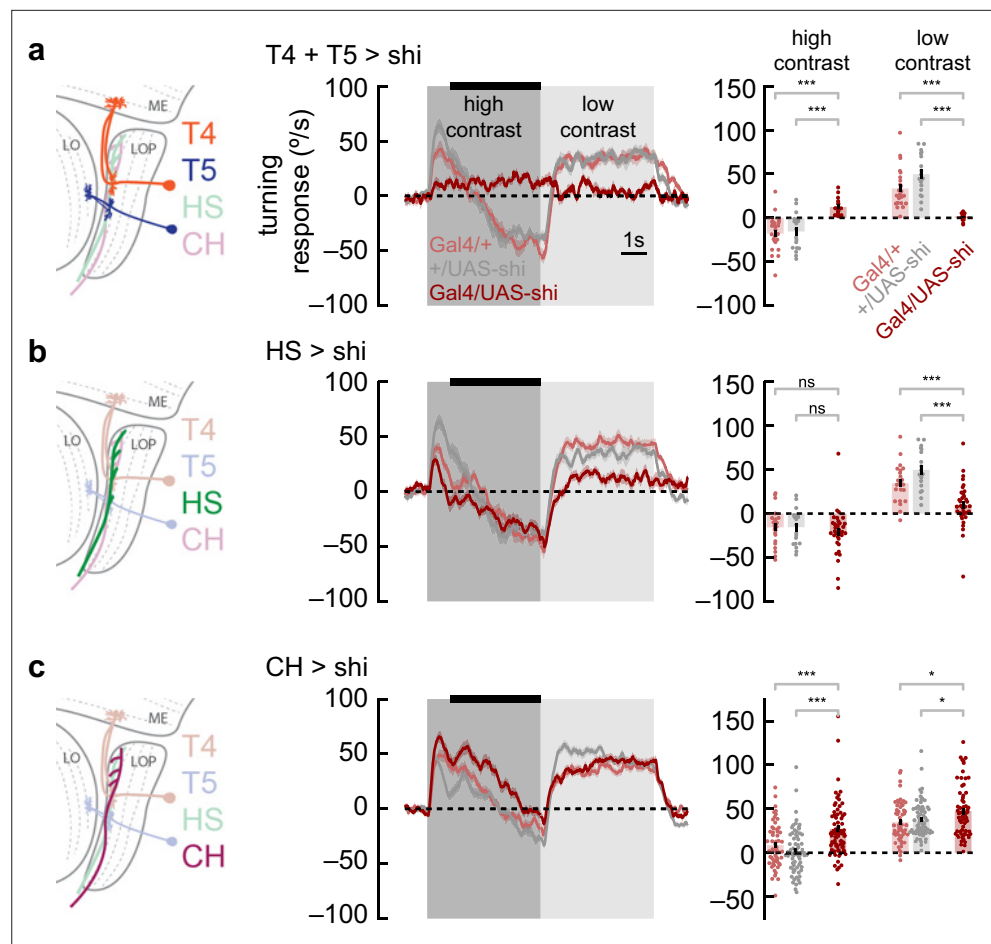 a
T4 + T5 > shi
ME
LO
LOP
T4
T5
HS
CH
turning
response (º/s)
100
50
0
–50
–100
high
contrast
low
contrast
Gal4/+
+/UAS-shi
Gal4/UAS-shi
1s
high
contrast
low
contrast
150
100
50
0
–50
–100
***
***
***
***
Gal4/+
+/UAS-shi
Gal4/UAS-shi
b
HS > shi
ME
LO
LOP
T4
T5
HS
CH
100
50
0
–50
–100
150
100
50
0
–50
–100
ns
ns
***
***
c
CH > shi
ME
LO
LOP
T4
T5
HS
CH
100
50
0
–50
–100
150
100
50
0
–50
***
***
*
*